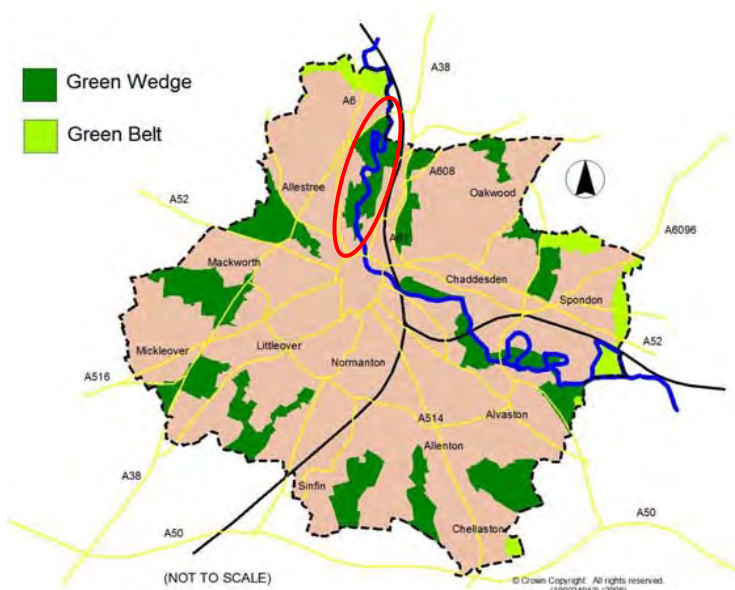 Green Wedge
Green Belt
A38
A6
A608
Oakwood
Allestree
A52
A6096
A61
Mackworth
Chaddesden
Spondon
A52
Mickleover
Littleover
Normanton
A516
A514
Alvaston
Allenton
A38
Sinfin
A50
Chellaston
A50
(NOT TO SCALE)
© Crown Copyright. All rights reserved.